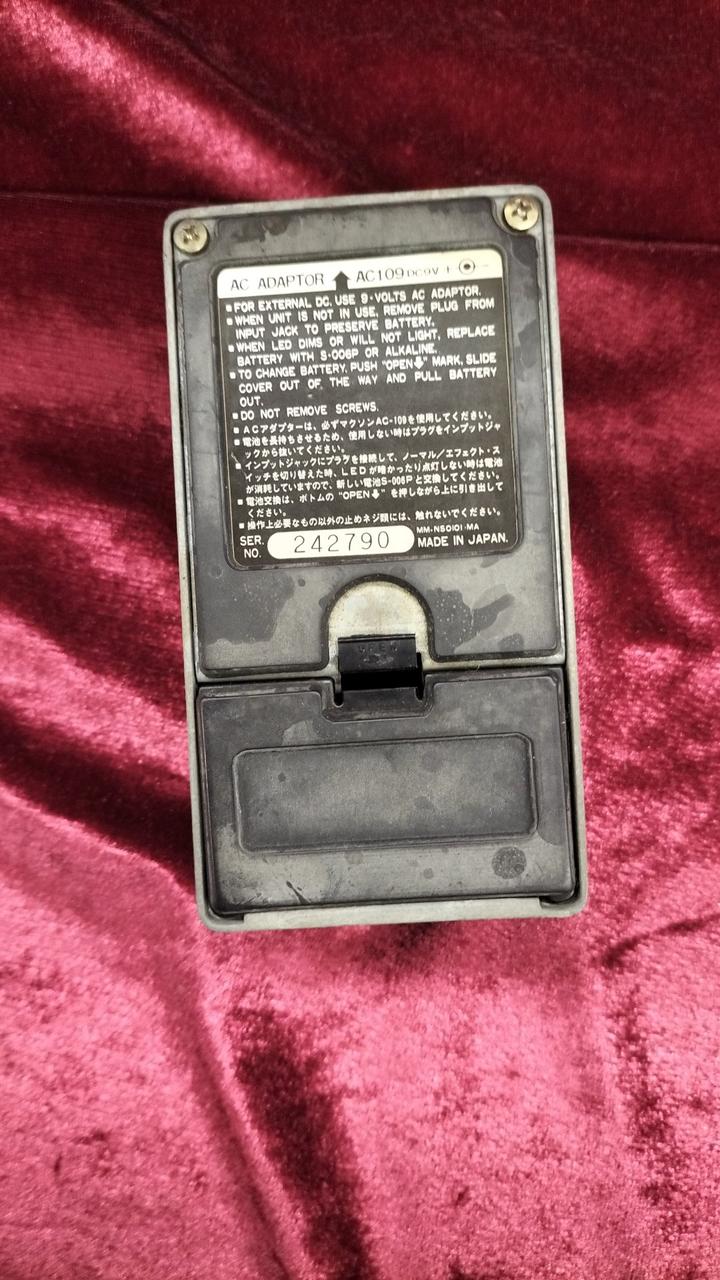 AC ADAPTOR ⬆ AC109 DC9V + -
▪ FOR EXTERNAL DC, USE 9-VOLTS AC ADAPTOR.
▪ WHEN UNIT IS NOT IN USE, REMOVE PLUG FROM
INPUT JACK TO PRESERVE BATTERY.
▪ WHEN LED DIMS OR WILL NOT LIGHT, REPLACE
BATTERY WITH S-006P OR ALKALINE.
▪ TO CHANGE BATTERY, PUSH "OPEN⬇" MARK, SLIDE
COVER OUT OF THE WAY AND PULL BATTERY
OUT.
▪ DO NOT REMOVE SCREWS.
▪ ACアダプターは、必ずマクソンAC-109を使用してください。
▪ 電池を長持ちさせるため、使用しない時はプラグをインプットジャ
ックから抜いてください。
▪ インプットジャックにプラグを接続して、ノーマル/エフェクト・ス
イッチを切り替えた時、LEDが暗かったり点灯しない時は電池
が消耗していますので、新しい電池S-006Pと交換してください。
▪ 電池交換は、ボトムの"OPEN⬇"を押しながら上に引き出して
ください。
▪ 操作上必要なもの以外の止めネジ類には、触れないでください。
SER. NO. 242790
MM-NS0101-MA
MADE IN JAPAN.
OPEN